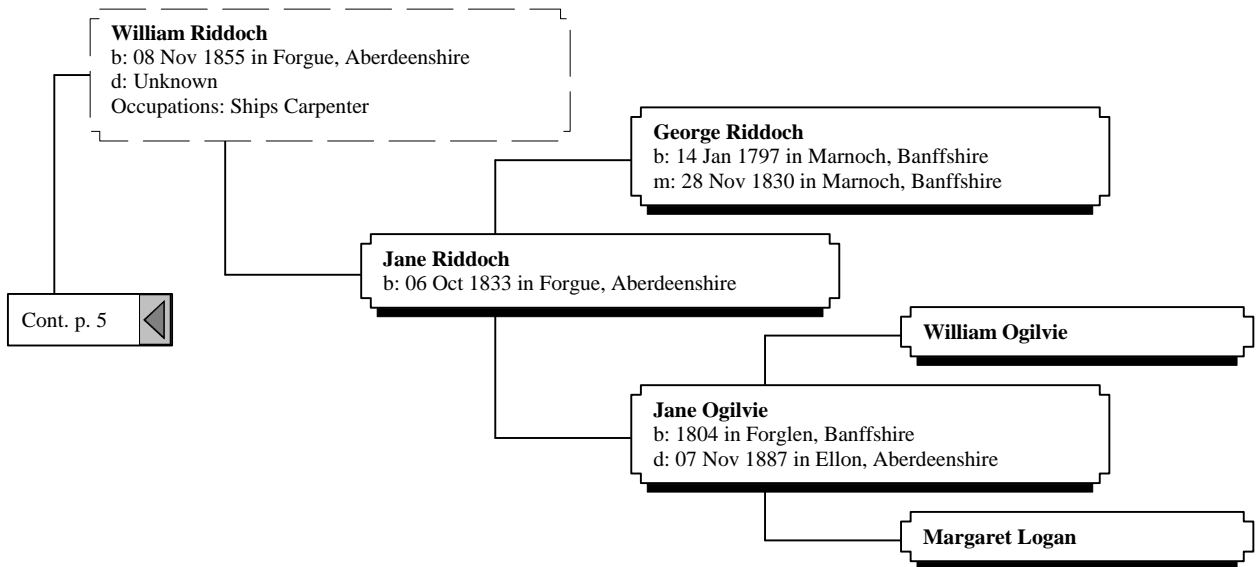 William Riddoch
b: 08 Nov 1855 in Forgue, Aberdeenshire
d: Unknown
Occupations: Ships Carpenter
George Riddoch
b: 14 Jan 1797 in Marnoch, Banffshire
m: 28 Nov 1830 in Marnoch, Banffshire
Jane Riddoch
b: 06 Oct 1833 in Forgue, Aberdeenshire
Cont. p. 5
William Ogilvie
Jane Ogilvie
b: 1804 in Forglen, Banffshire
d: 07 Nov 1887 in Ellon, Aberdeenshire
Margaret Logan